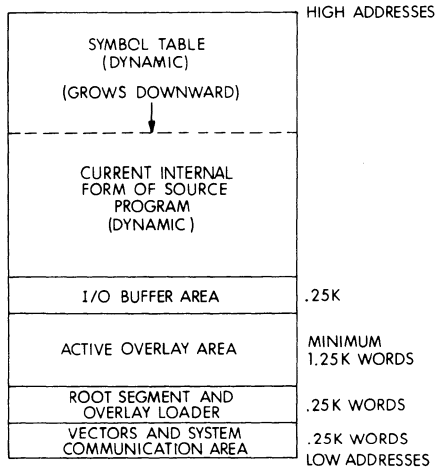 HIGH ADDRESSES
SYMBOL TABLE
(DYNAMIC)
(GROWS DOWNWARD)
CURRENT INTERNAL
FORM OF SOURCE
PROGRAM
(DYNAMIC)
I/O BUFFER AREA
.25K
ACTIVE OVERLAY AREA
MINIMUM
1.25K WORDS
ROOT SEGMENT AND
OVERLAY LOADER
.25K WORDS
VECTORS AND SYSTEM
COMMUNICATION AREA
.25K WORDS
LOW ADDRESSES